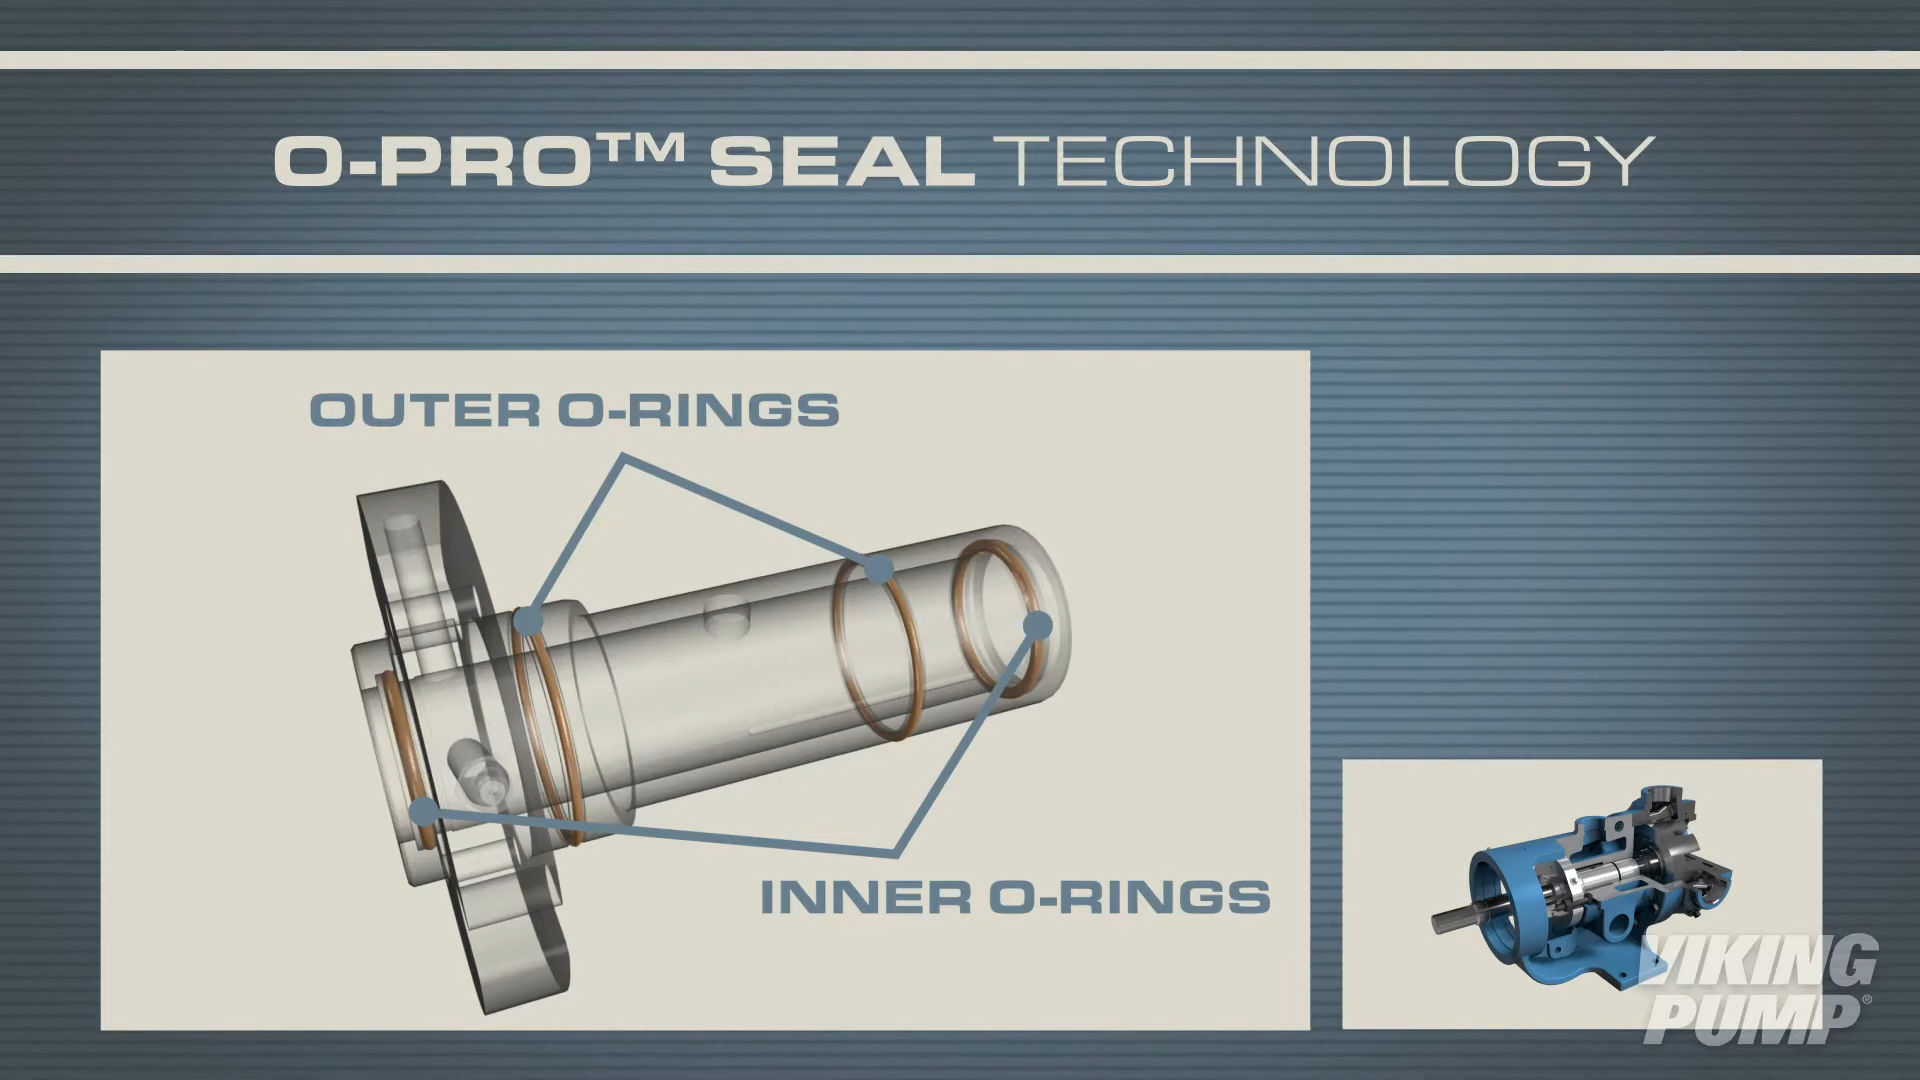 O-PRO™ SEAL TECHNOLOGY
OUTER O-RINGS
INNER O-RINGS
VIKING
PUMP®